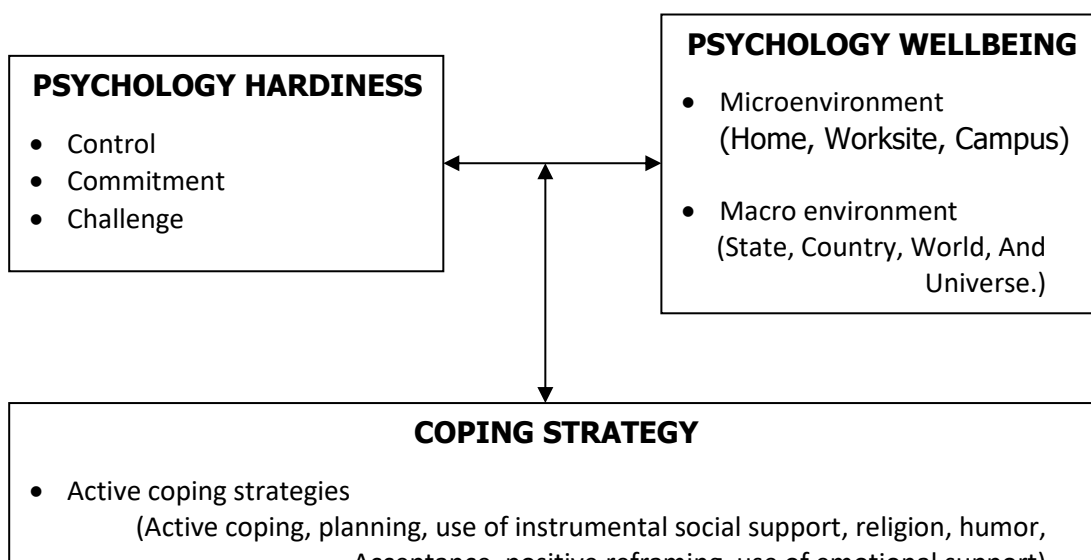 PSYCHOLOGY HARDINESS
• Control
• Commitment
• Challenge
PSYCHOLOGY WELLBEING
• Microenvironment
(Home, Worksite, Campus)
• Macro environment
(State, Country, World, And
Universe.)
COPING STRATEGY
• Active coping strategies
(Active coping, planning, use of instrumental social support, religion, humor,
Acceptance, positive reframing, use of emotional support)